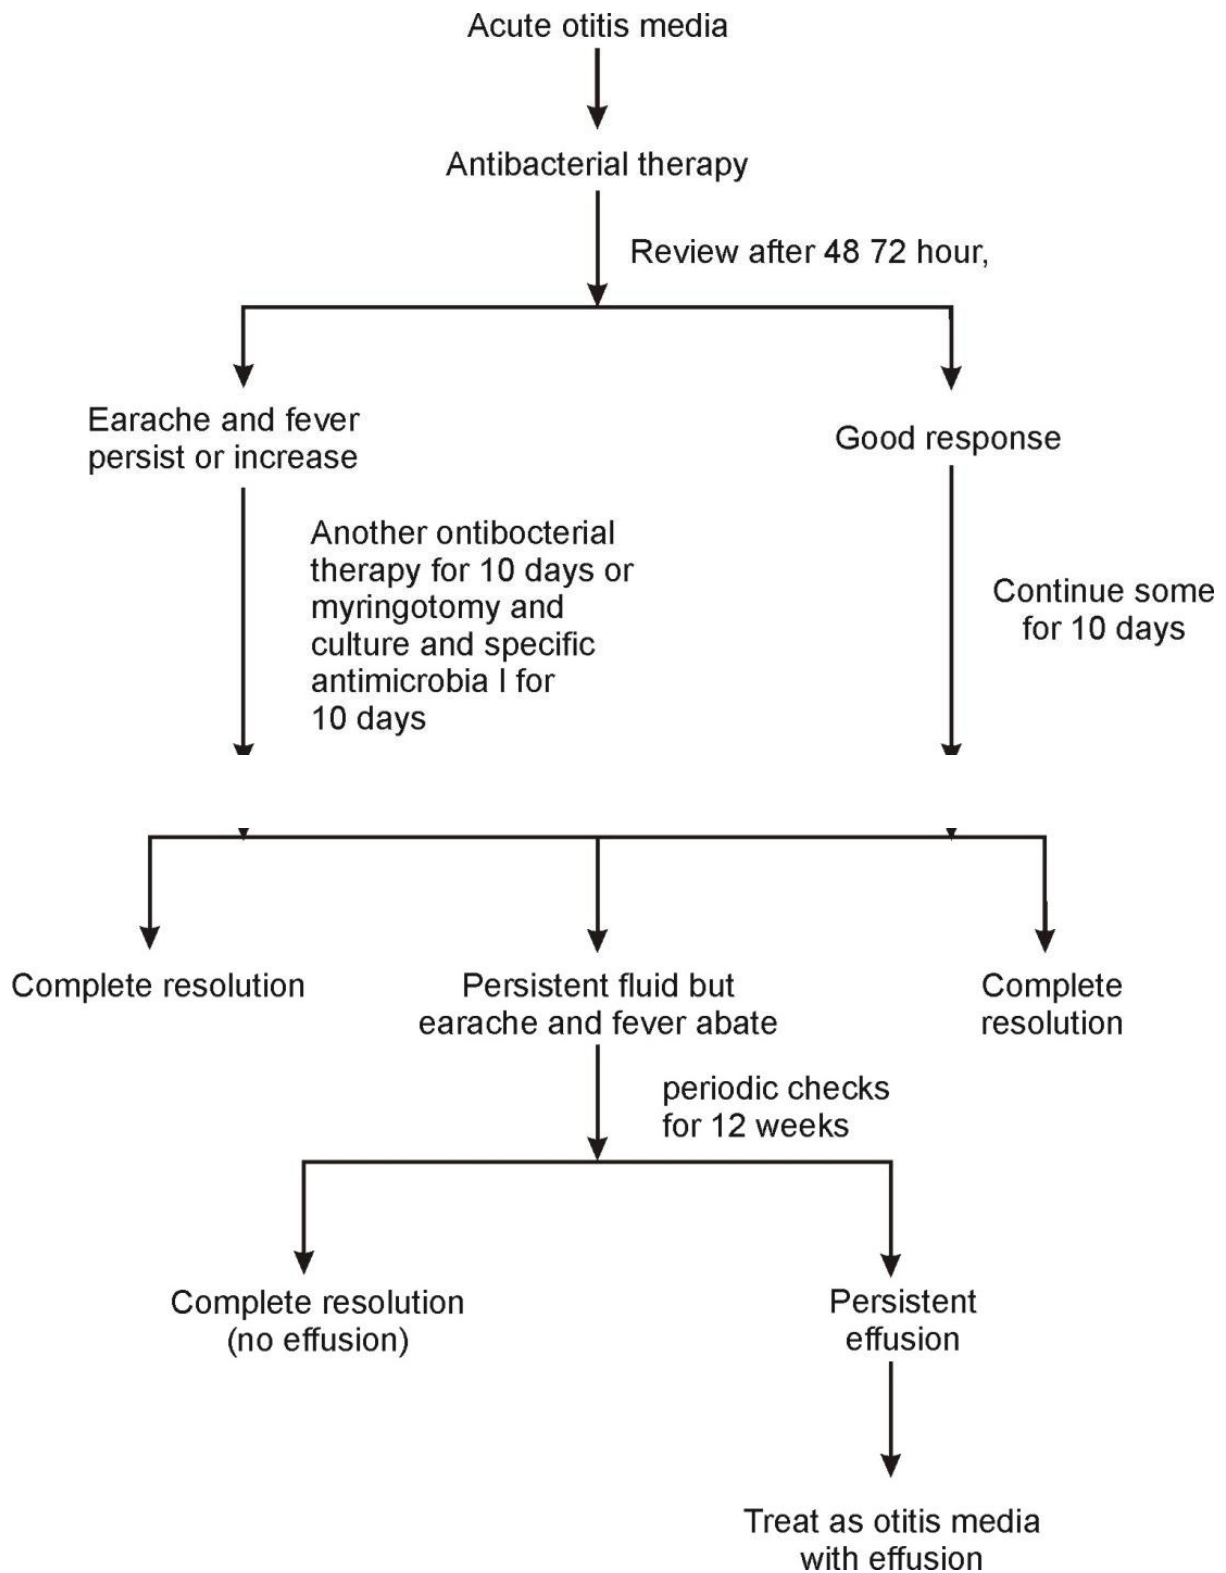 Acute otitis media
Antibacterial therapy
Review after 48 72 hour,
Earache and fever
persist or increase
Good response
Another ontibocterial
therapy for 10 days or
myringotomy and
culture and specific
antimicrobia l for
10 days
Continue some
for 10 days
Complete resolution
Persistent fluid but
earache and fever abate
Complete
resolution
periodic checks
for 12 weeks
Complete resolution
(no effusion)
Persistent
effusion
Treat as otitis media
with effusion